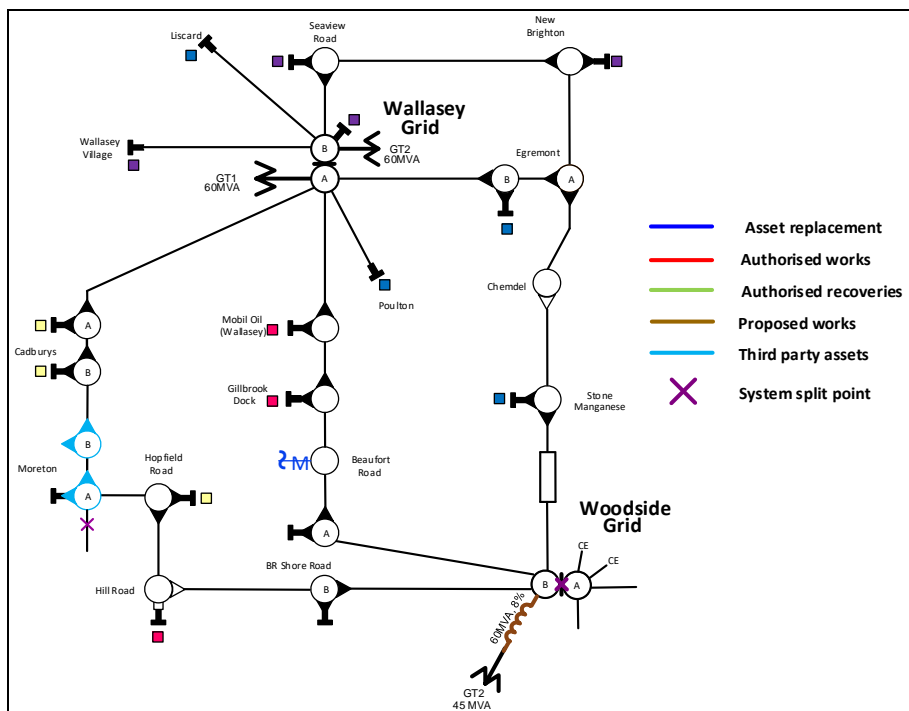 Liscard
Seaview
Road
New
Brighton
Wallasey
Grid
Wallasey
Village
B
GT2
60MVA
GT1
60MVA
A
Egremont
B
A
Asset replacement
Authorised works
Authorised recoveries
Proposed works
Third party assets
System split point
Chemdel
Poulton
A
Mobil Oil
(Wallasey)
Cadburys
B
Gillbrook
Dock
Stone
Manganese
B
Hopfield
Road
M
Beaufort
Road
Moreton
A
Woodside
Grid
A
CE
CE
BR Shore Road
Hill Road
B
B
A
60MVA, 8%
GT2
45 MVA